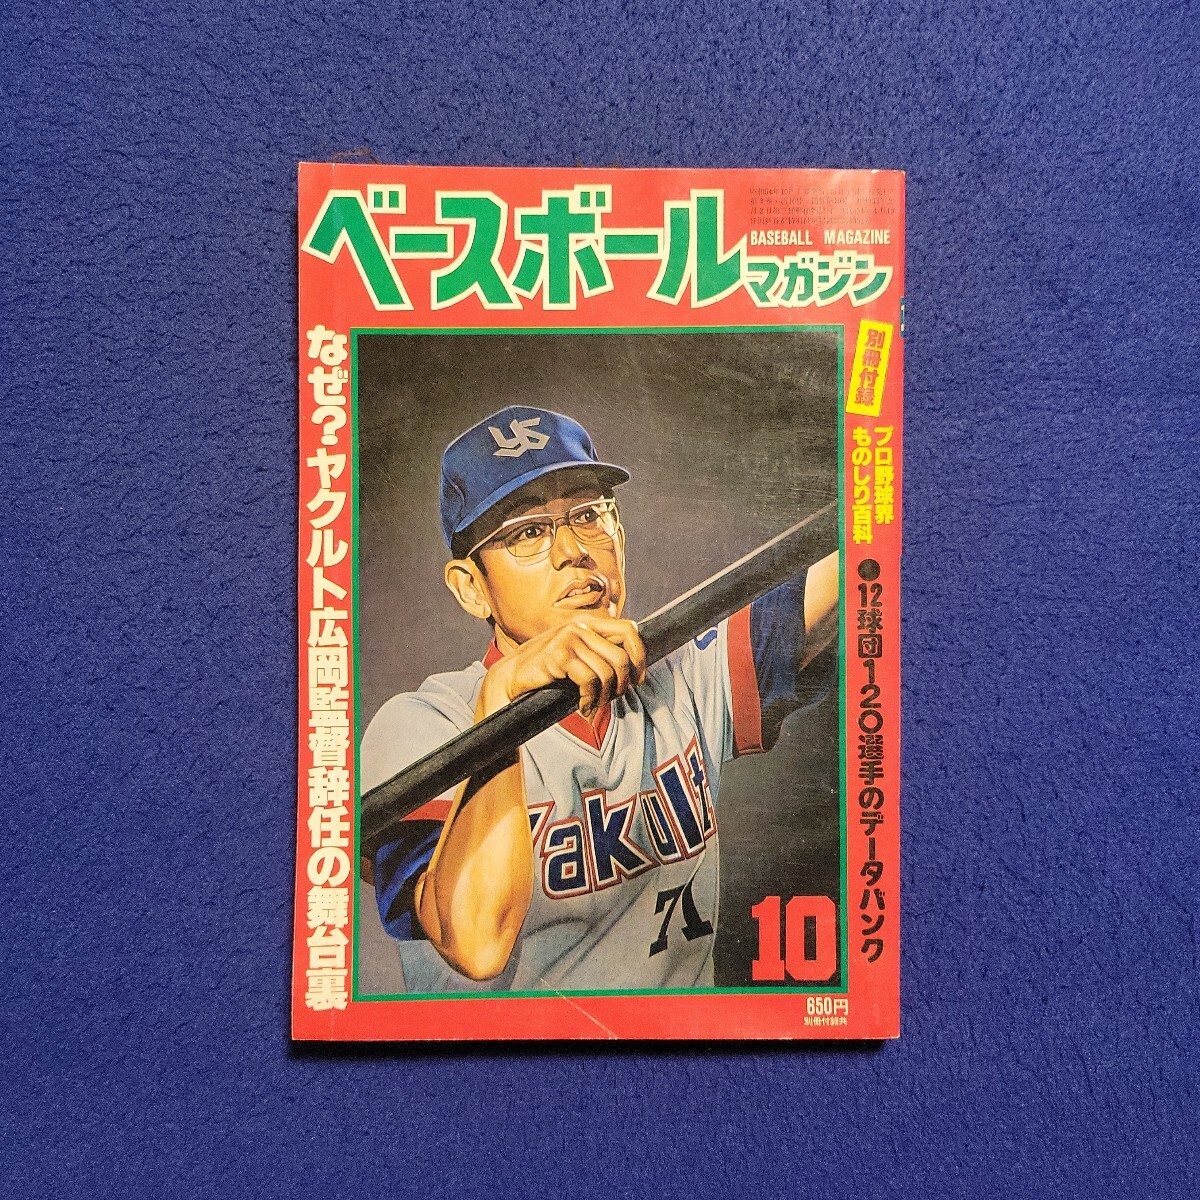 ベースボール
マガジン
BASEBALL MAGAZINE
別冊付録
プロ野球界
ものしり百科
●12球団120選手のデータバンク
なぜ?ヤクルト広岡監督辞任の舞台裏
YS
Yakult
71
10
650円
別冊付録共